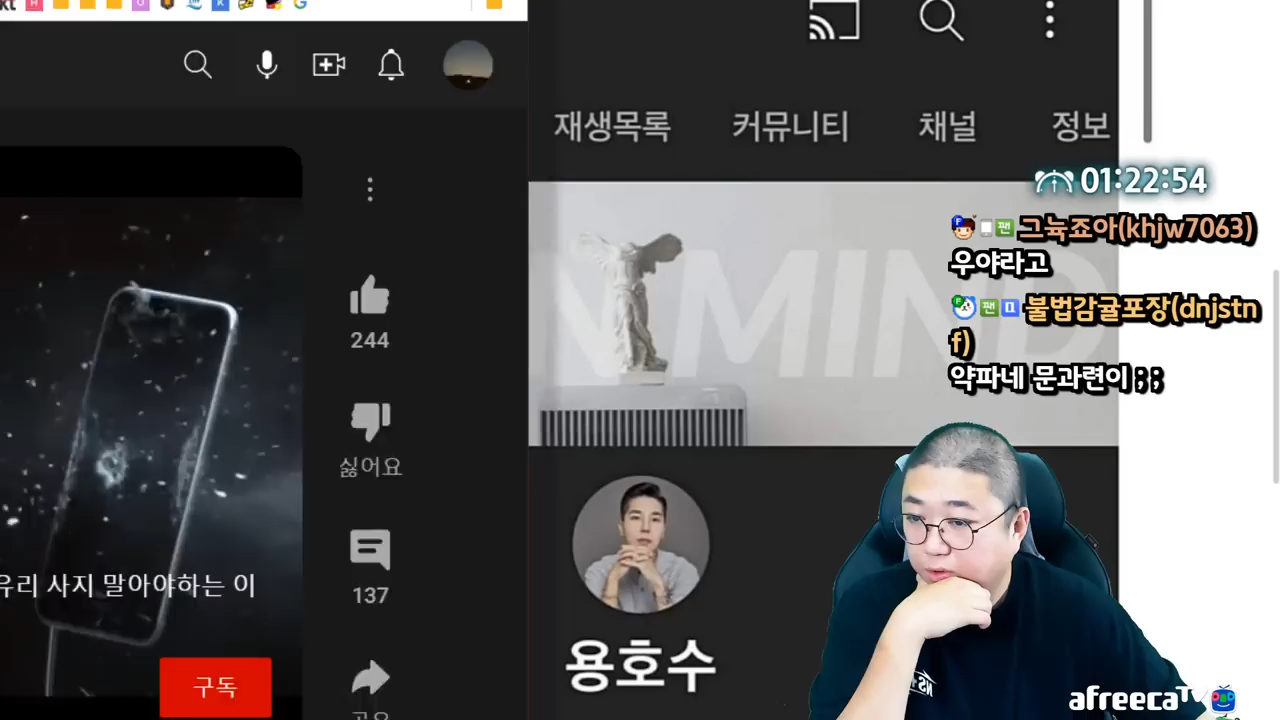 kt
재생목록 커뮤니티 채널 정보
01:22:54
그늑죠아(khjw7063)
우야라고
불법감귤포장(dnjstn
f)
약파네 문과련이 ; ;
MIND
244
싫어요
137
유리 사지 말아야하는 이
구독
용호수
afreecaTV